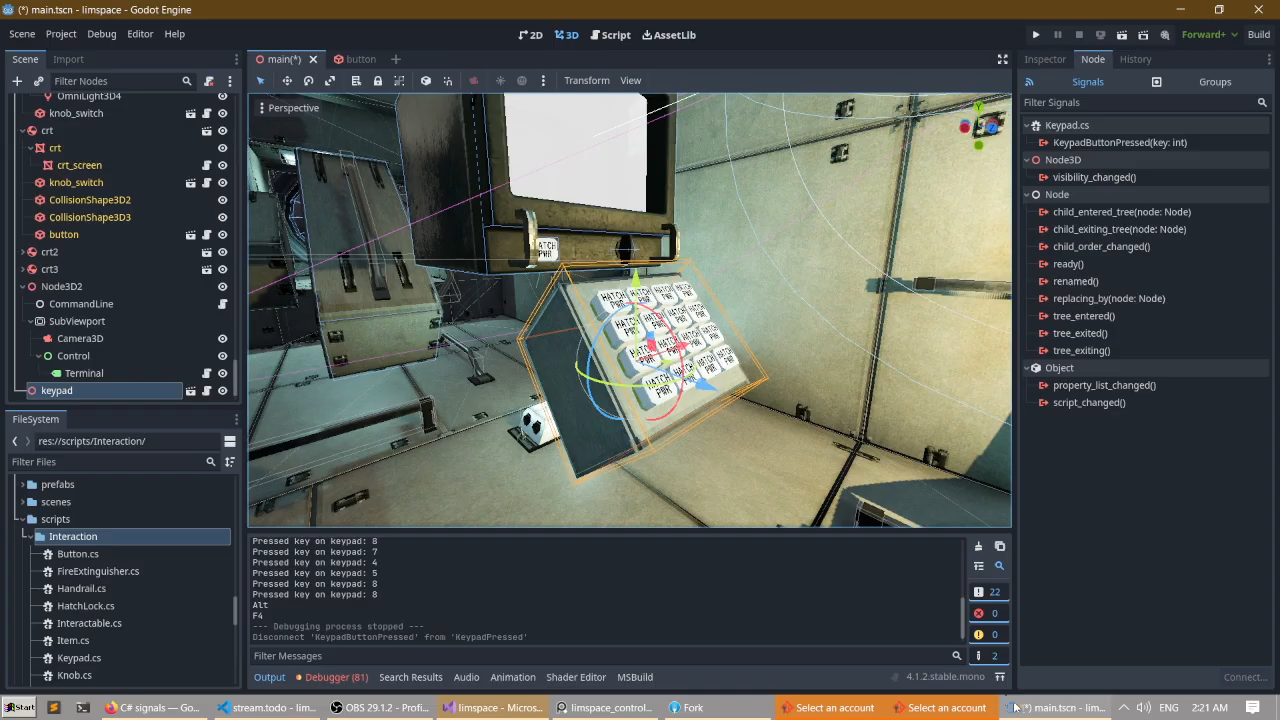 (*) main.tscn - limspace - Godot Engine
Scene Project Debug Editor Help
2D 3D Script AssetLib
Forward+ Build
Scene Import
main(*) button
Inspector Node History
Filter Nodes
Transform View
Signals Groups
Perspective
Filter Signals
OmniLight3D4
knob_switch
crt
crt
crt_screen
knob_switch
CollisionShape3D2
CollisionShape3D3
button
crt2
crt3
Node3D2
CommandLine
SubViewport
Camera3D
Control
Terminal
keypad
Y
Z
HATCH PWR
Keypad.cs
KeypadButtonPressed(key: int)
Node3D
visibility_changed()
Node
child_entered_tree(node: Node)
child_exiting_tree(node: Node)
child_order_changed()
ready()
renamed()
replacing_by(node: Node)
tree_entered()
tree_exited()
tree_exiting()
Object
property_list_changed()
script_changed()
FileSystem
res://scripts/Interaction/
Filter Files
prefabs
scenes
scripts
Interaction
Button.cs
FireExtinguisher.cs
Handrail.cs
HatchLock.cs
Interactable.cs
Item.cs
Keypad.cs
Knob.cs
Pressed key on keypad: 8
Pressed key on keypad: 7
Pressed key on keypad: 4
Pressed key on keypad: 5
Pressed key on keypad: 8
Pressed key on keypad: 8
Alt
F4
--- Debugging process stopped ---
Disconnect 'KeypadButtonPressed' from 'KeypadPressed'
22
0
0
2
Filter Messages
Output Debugger (81) Search Results Audio Animation Shader Editor MSBuild
4.1.2.stable.mono
Connect...
Start C# signals — Go... stream.todo - limspa... OBS 29.1.2 - Profi... limspace - Micros... limspace_control... Fork Select an account Select an account main.tscn - limsp... ENG 2:21 AM